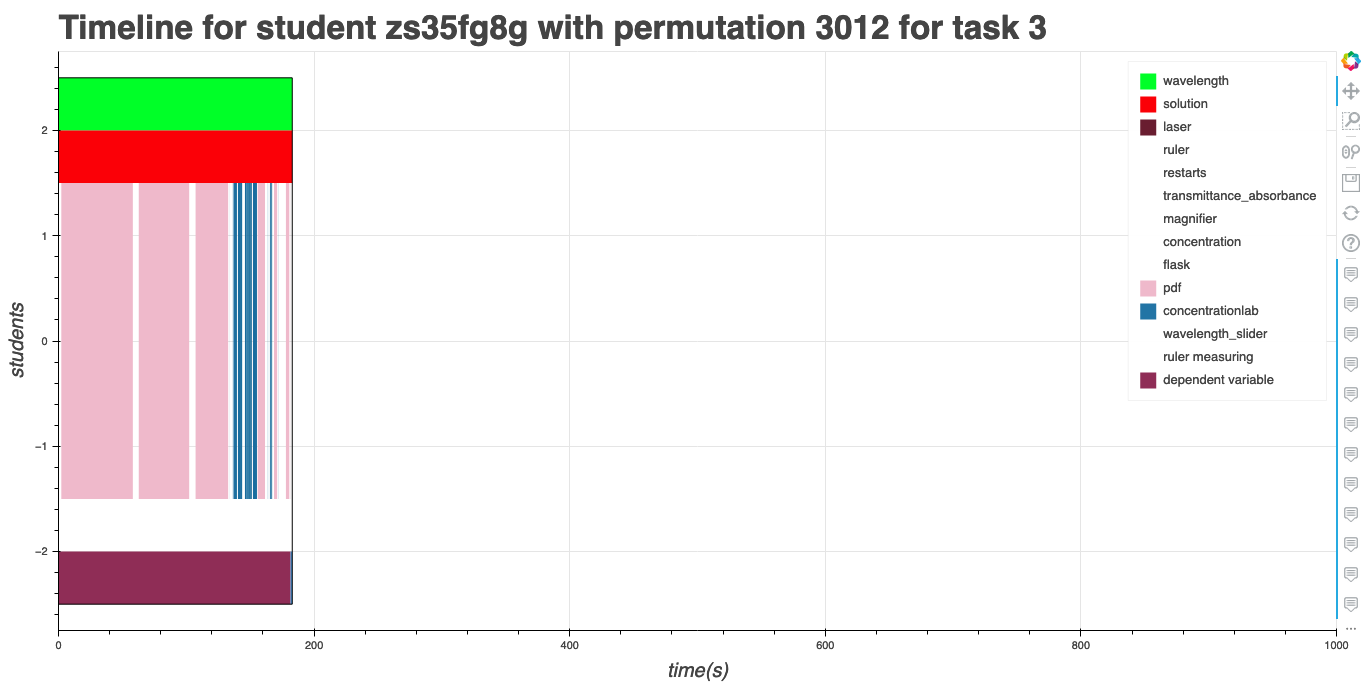 Timeline for student zs35fg8g with permutation 3012 for task 3
wavelength
solution
laser
ruler
restarts
transmittance_absorbance
magnifier
concentration
flask
pdf
concentrationlab
wavelength_slider
ruler measuring
dependent variable
students
2
1
0
−1
−2
0 200 400 600 800 1000
time(s)